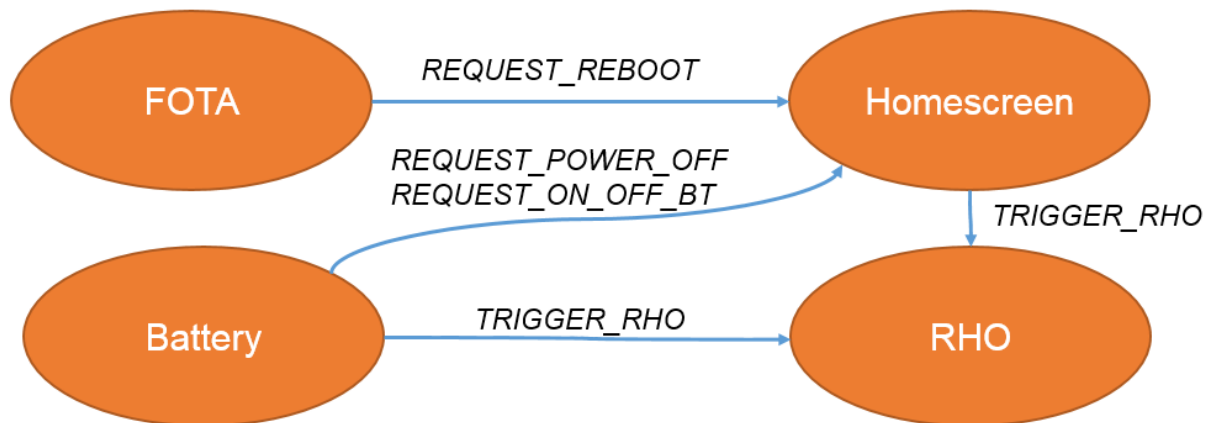 REQUEST_REBOOT
FOTA
Homescreen
REQUEST_POWER_OFF
REQUEST_ON_OFF_BT
TRIGGER_RHO
TRIGGER_RHO
Battery
RHO